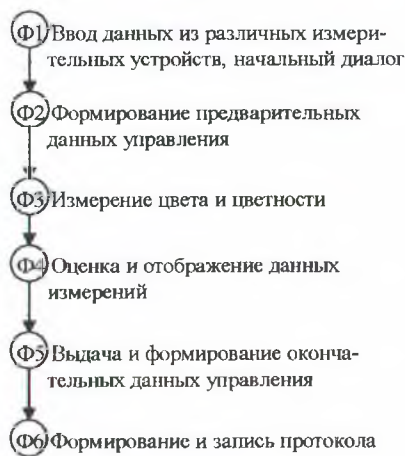 Ф1 Ввод данных из различных измери-
тельных устройств, начальный диалог
Ф2 Формирование предварительных
данных управления
Ф3 Измерение цвета и цветности
Ф4 Оценка и отображение данных
измерений
Ф5 Выдача и формирование оконча-
тельных данных управления
Ф6 Формирование и запись протокола